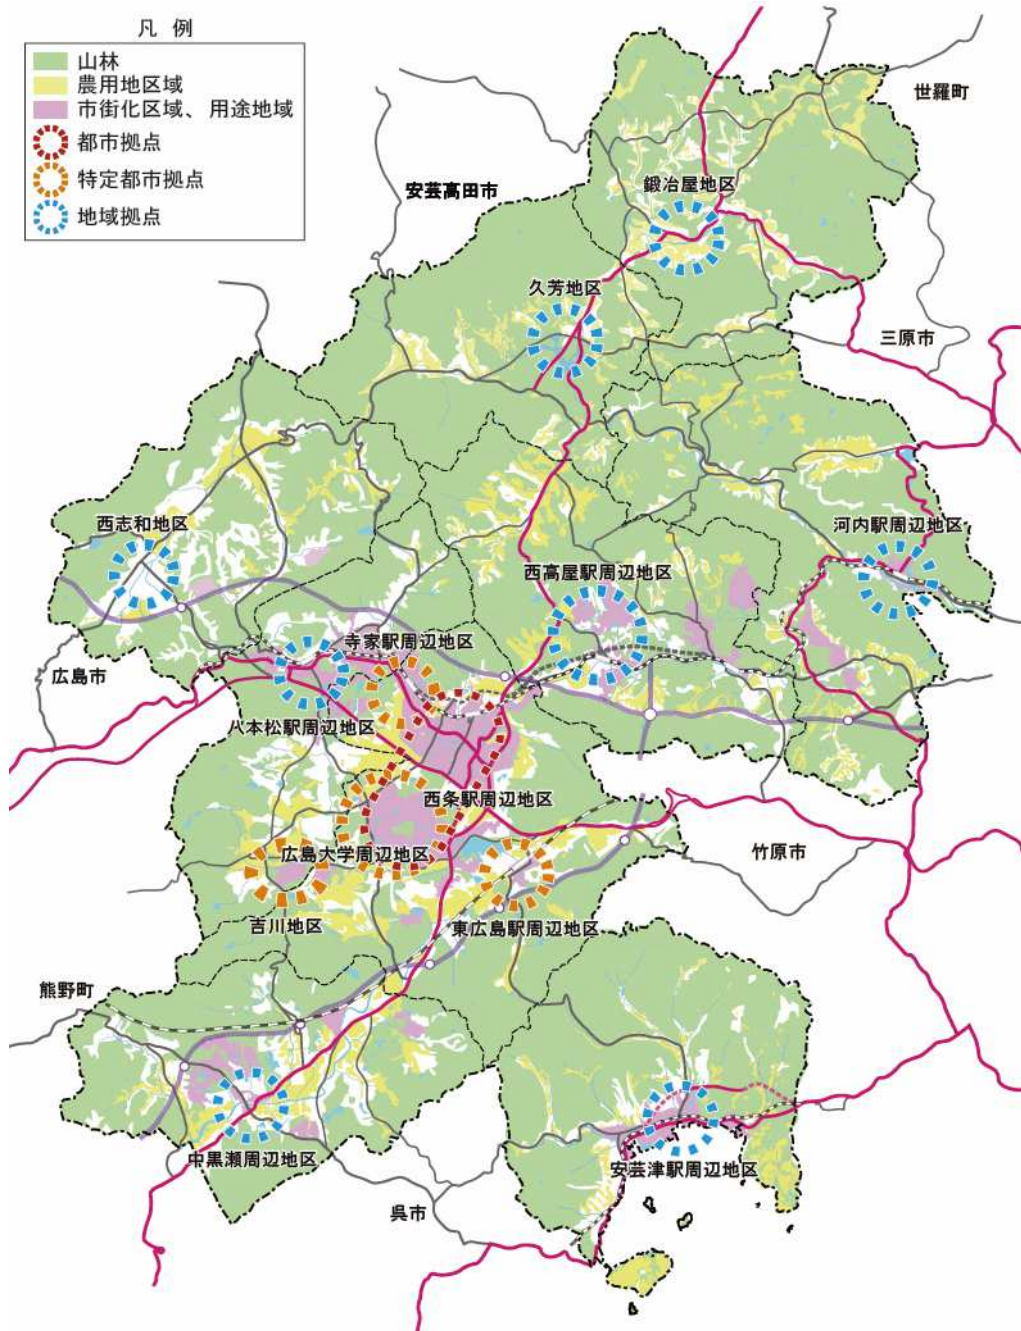 凡 例
山林
農用地区域
市街化区域、用途地域
都市拠点
特定都市拠点
地域拠点
世羅町
安芸高田市
鍛冶屋地区
久芳地区
三原市
西志和地区
河内駅周辺地区
西高屋駅周辺地区
寺家駅周辺地区
広島市
八本松駅周辺地区
西条駅周辺地区
広島大学周辺地区
竹原市
吉川地区
東広島駅周辺地区
熊野町
中黒瀬周辺地区
安芸津駅周辺地区
呉市